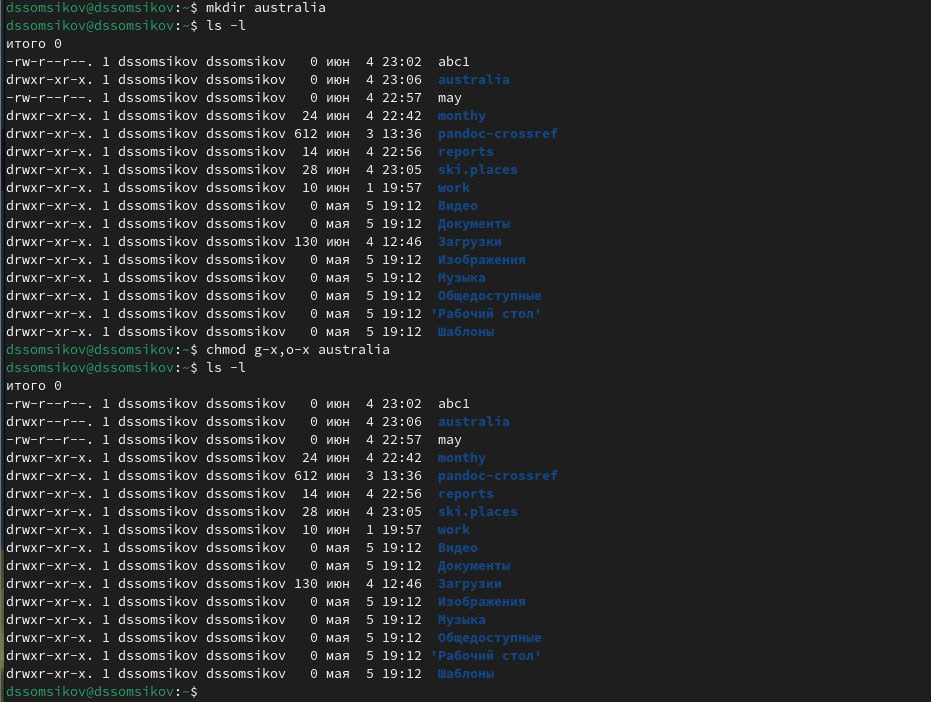 dssomsikov@dssomsikov:~$ mkdir australia
dssomsikov@dssomsikov:~$ ls -l
итого 0
-rw-r--r--. 1 dssomsikov dssomsikov   0 июн  4 23:02  abc1
drwxr-xr-x. 1 dssomsikov dssomsikov   0 июн  4 23:06  australia
-rw-r--r--. 1 dssomsikov dssomsikov   0 июн  4 22:57  may
drwxr-xr-x. 1 dssomsikov dssomsikov  24 июн  4 22:42  monthy
drwxr-xr-x. 1 dssomsikov dssomsikov 612 июн  3 13:36  pandoc-crossref
drwxr-xr-x. 1 dssomsikov dssomsikov  14 июн  4 22:56  reports
drwxr-xr-x. 1 dssomsikov dssomsikov  28 июн  4 23:05  ski.places
drwxr-xr-x. 1 dssomsikov dssomsikov  10 июн  1 19:57  work
drwxr-xr-x. 1 dssomsikov dssomsikov   0 мая  5 19:12  Видео
drwxr-xr-x. 1 dssomsikov dssomsikov   0 мая  5 19:12  Документы
drwxr-xr-x. 1 dssomsikov dssomsikov 130 июн  4 12:46  Загрузки
drwxr-xr-x. 1 dssomsikov dssomsikov   0 мая  5 19:12  Изображения
drwxr-xr-x. 1 dssomsikov dssomsikov   0 мая  5 19:12  Музыка
drwxr-xr-x. 1 dssomsikov dssomsikov   0 мая  5 19:12  Общедоступные
drwxr-xr-x. 1 dssomsikov dssomsikov   0 мая  5 19:12 'Рабочий стол'
drwxr-xr-x. 1 dssomsikov dssomsikov   0 мая  5 19:12  Шаблоны
dssomsikov@dssomsikov:~$ chmod g-x,o-x australia
dssomsikov@dssomsikov:~$ ls -l
итого 0
-rw-r--r--. 1 dssomsikov dssomsikov   0 июн  4 23:02  abc1
drwxr--r--. 1 dssomsikov dssomsikov   0 июн  4 23:06  australia
-rw-r--r--. 1 dssomsikov dssomsikov   0 июн  4 22:57  may
drwxr-xr-x. 1 dssomsikov dssomsikov  24 июн  4 22:42  monthy
drwxr-xr-x. 1 dssomsikov dssomsikov 612 июн  3 13:36  pandoc-crossref
drwxr-xr-x. 1 dssomsikov dssomsikov  14 июн  4 22:56  reports
drwxr-xr-x. 1 dssomsikov dssomsikov  28 июн  4 23:05  ski.places
drwxr-xr-x. 1 dssomsikov dssomsikov  10 июн  1 19:57  work
drwxr-xr-x. 1 dssomsikov dssomsikov   0 мая  5 19:12  Видео
drwxr-xr-x. 1 dssomsikov dssomsikov   0 мая  5 19:12  Документы
drwxr-xr-x. 1 dssomsikov dssomsikov 130 июн  4 12:46  Загрузки
drwxr-xr-x. 1 dssomsikov dssomsikov   0 мая  5 19:12  Изображения
drwxr-xr-x. 1 dssomsikov dssomsikov   0 мая  5 19:12  Музыка
drwxr-xr-x. 1 dssomsikov dssomsikov   0 мая  5 19:12  Общедоступные
drwxr-xr-x. 1 dssomsikov dssomsikov   0 мая  5 19:12 'Рабочий стол'
drwxr-xr-x. 1 dssomsikov dssomsikov   0 мая  5 19:12  Шаблоны
dssomsikov@dssomsikov:~$